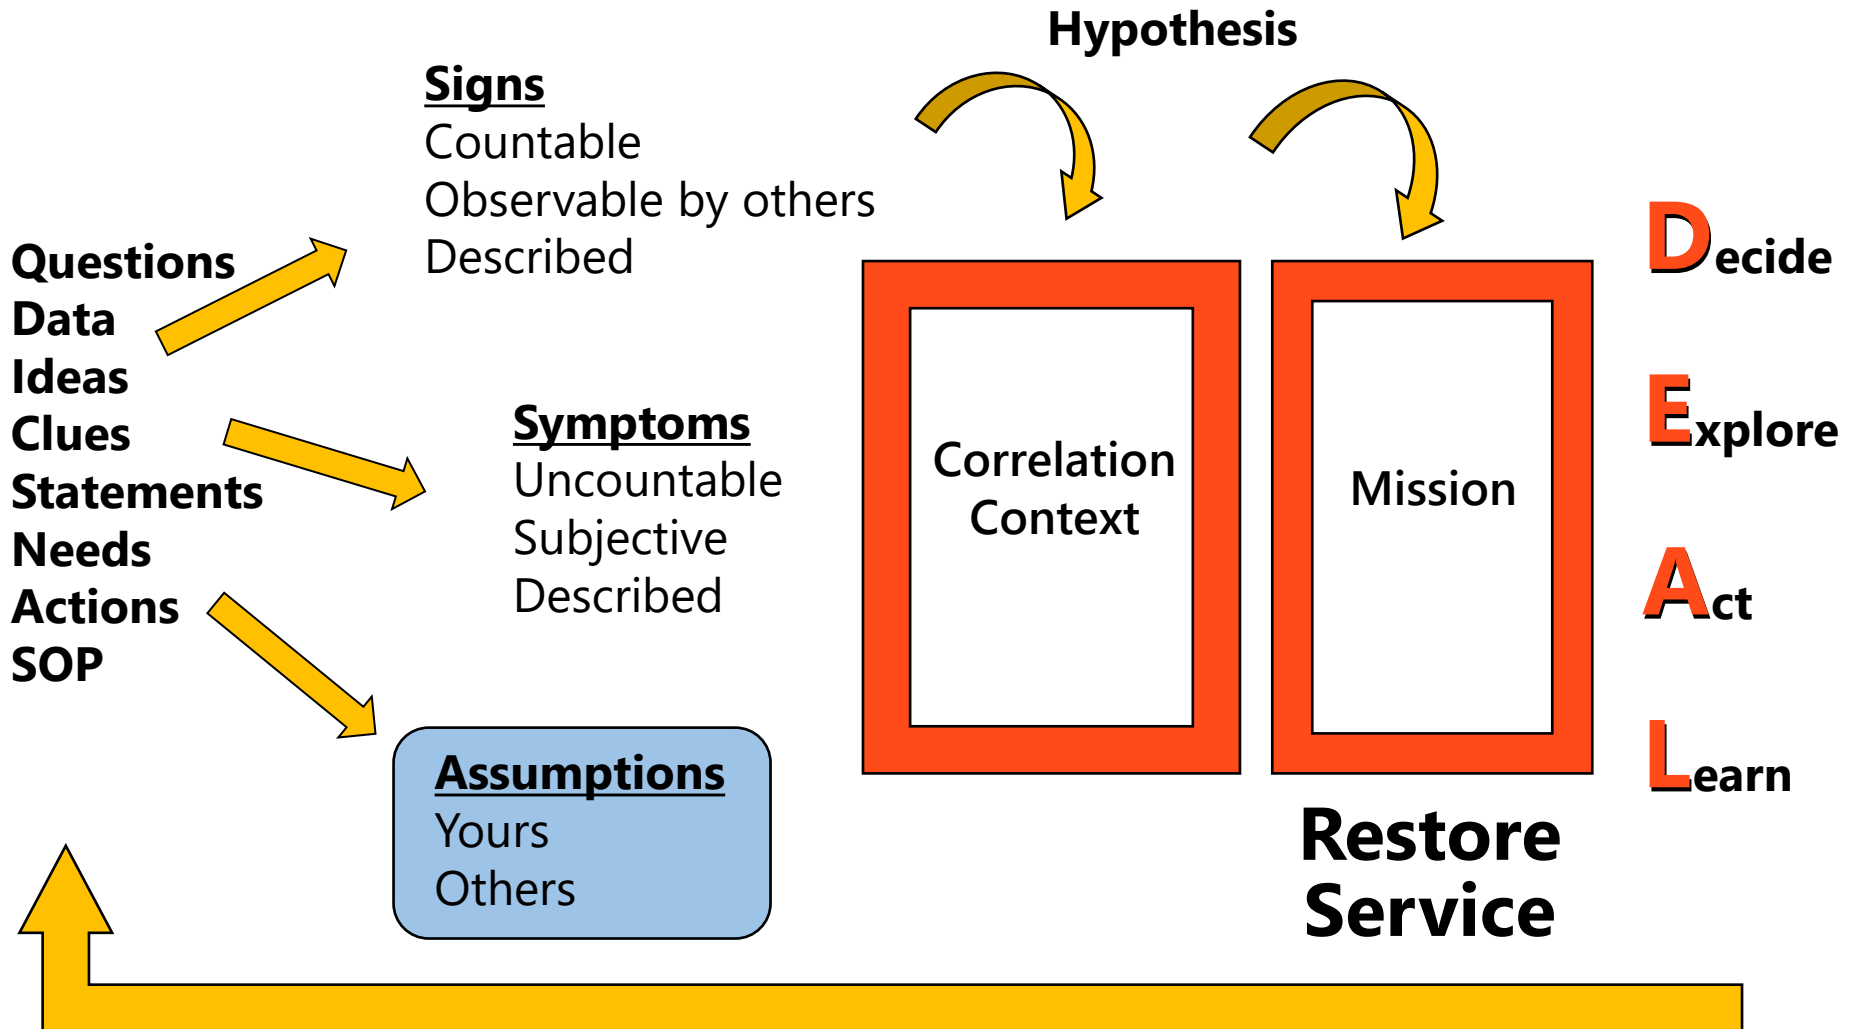 Hypothesis
Signs
Countable
Observable by others
Described
Questions
Data
Ideas
Clues
Statements
Needs
Actions
SOP
Symptoms
Uncountable
Subjective
Described
Assumptions
Yours
Others
Correlation
Context
Mission
Restore
Service
Decide
Explore
Act
Learn